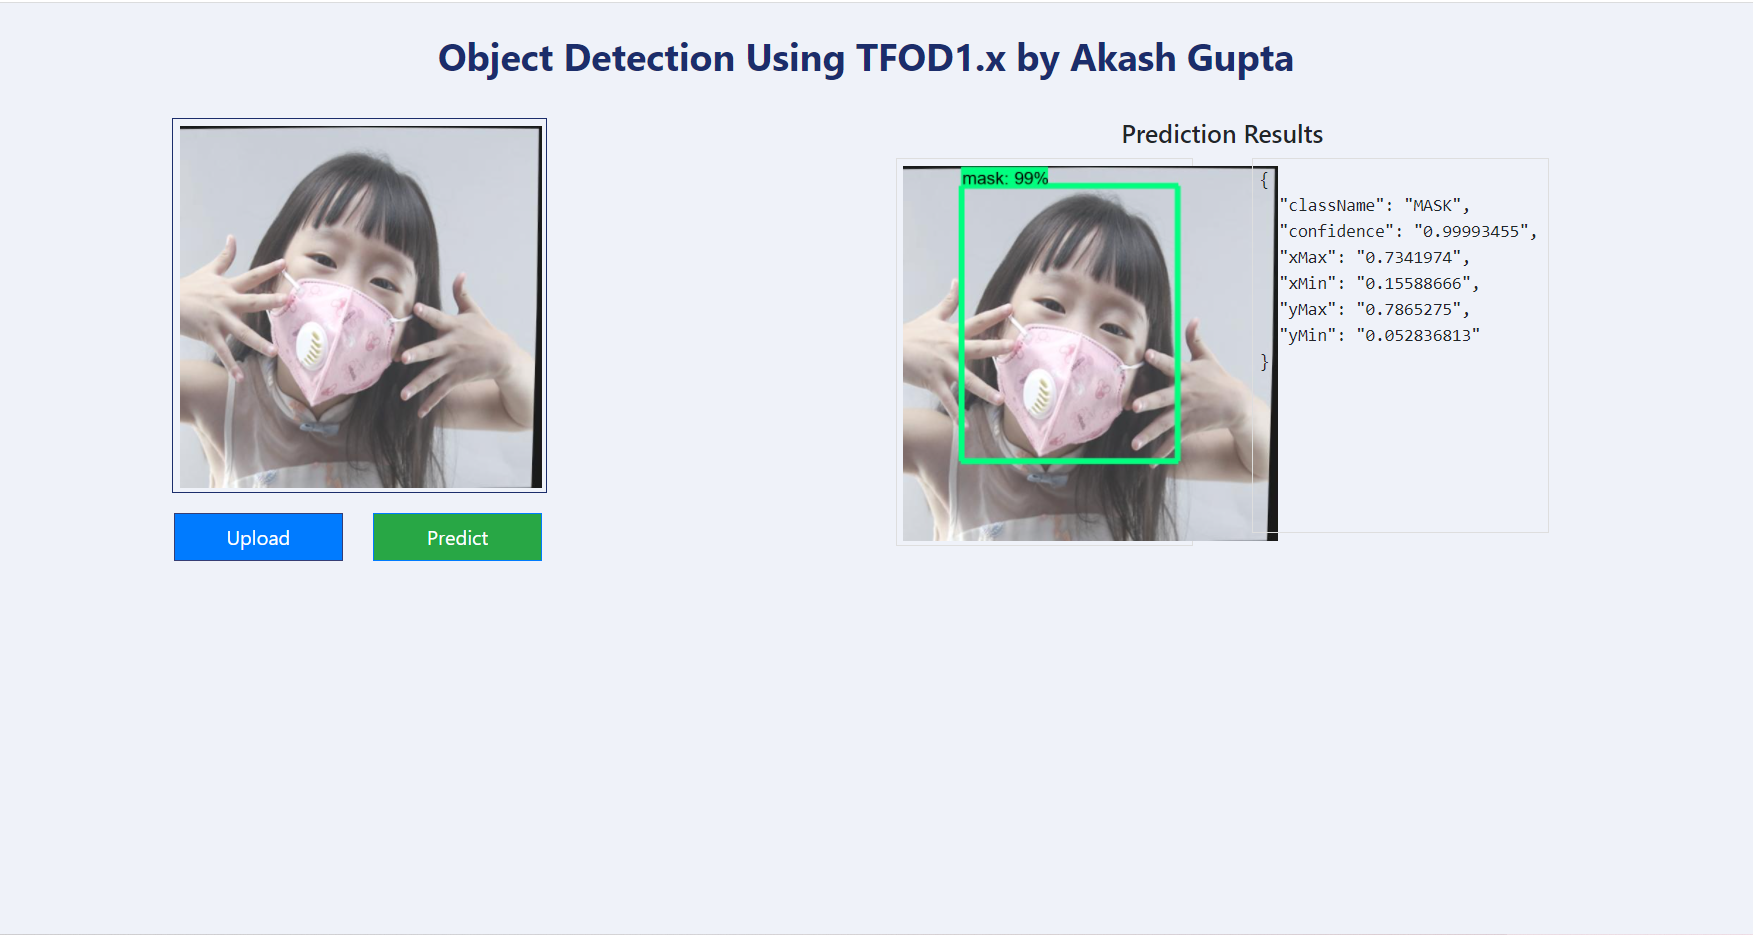 Object Detection Using TFOD1.x by Akash Gupta
Upload
Predict
Prediction Results
mask: 99%
{
"className": "MASK",
"confidence": "0.99993455",
"xMax": "0.7341974",
"xMin": "0.15588666",
"yMax": "0.7865275",
"yMin": "0.052836813"
}